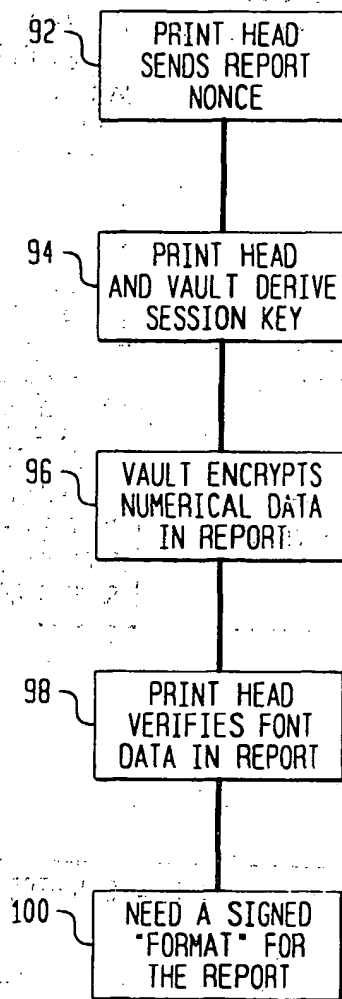 92
PRINT HEAD
SENDS REPORT
NONCE
94
PRINT HEAD
AND VAULT DERIVE
SESSION KEY
96
VAULT ENCRYPTS
NUMERICAL DATA
IN REPORT
98
PRINT HEAD
VERIFIES FONT
DATA IN REPORT
100
NEED A SIGNED
"FORMAT" FOR
THE REPORT